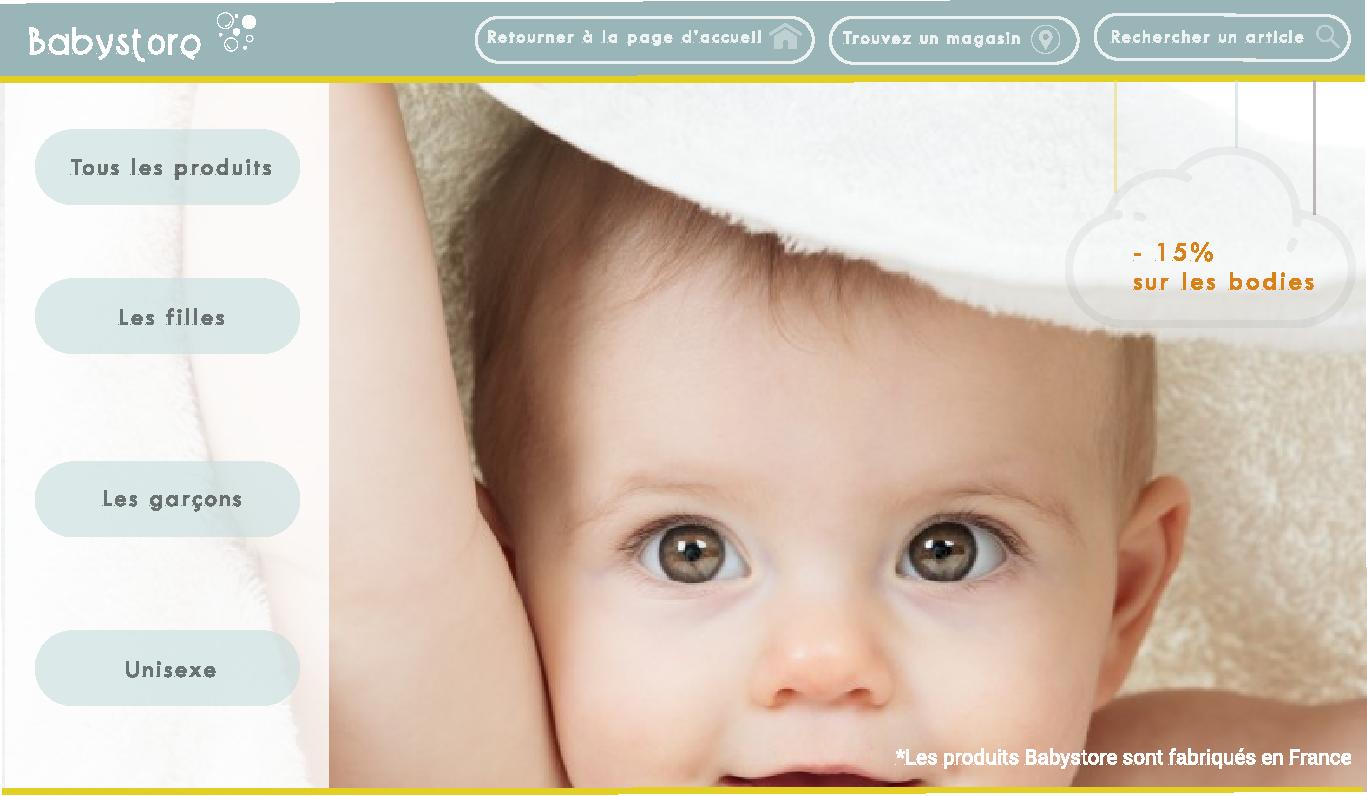 Babystore
Retourner à la page d'accueil
Trouvez un magasin
Rechercher un article
Tous les produits
Les filles
Les garçons
Unisexe
- 15%
sur les bodies
*Les produits Babystore sont fabriqués en France